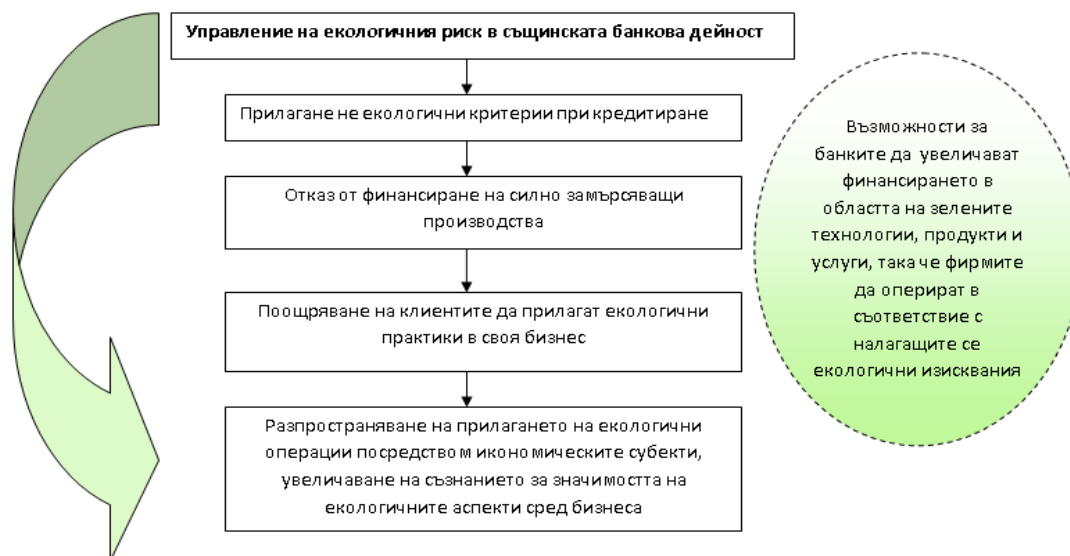 Управление на екологичния риск в същинската банкова дейност
Прилагане не екологични критерии при кредитиране
Отказ от финансиране на силно замърсяващи
производства
Поощряване на клиентите да прилагат екологични
практики в своя бизнес
Разпространяване на прилагането на екологични
операции посредством икономическите субекти,
увеличаване на съзнанието за значимостта на
екологичните аспекти сред бизнеса
Възможности за
банките да увеличават
финансирането в
областта на зелените
технологии, продукти и
услуги, така че фирмите
да оперират в
съответствие с
налагащите се
екологични изисквания